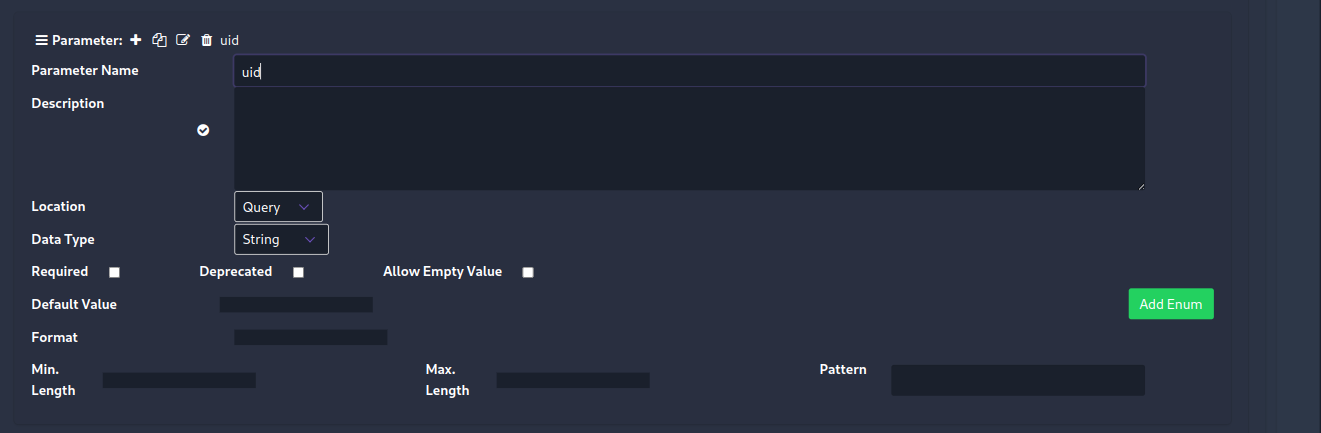 Parameter: uid
Parameter Name uid
Description
Location Query
Data Type String
Required Deprecated Allow Empty Value
Default Value Add Enum
Format
Min. Length Max. Length Pattern